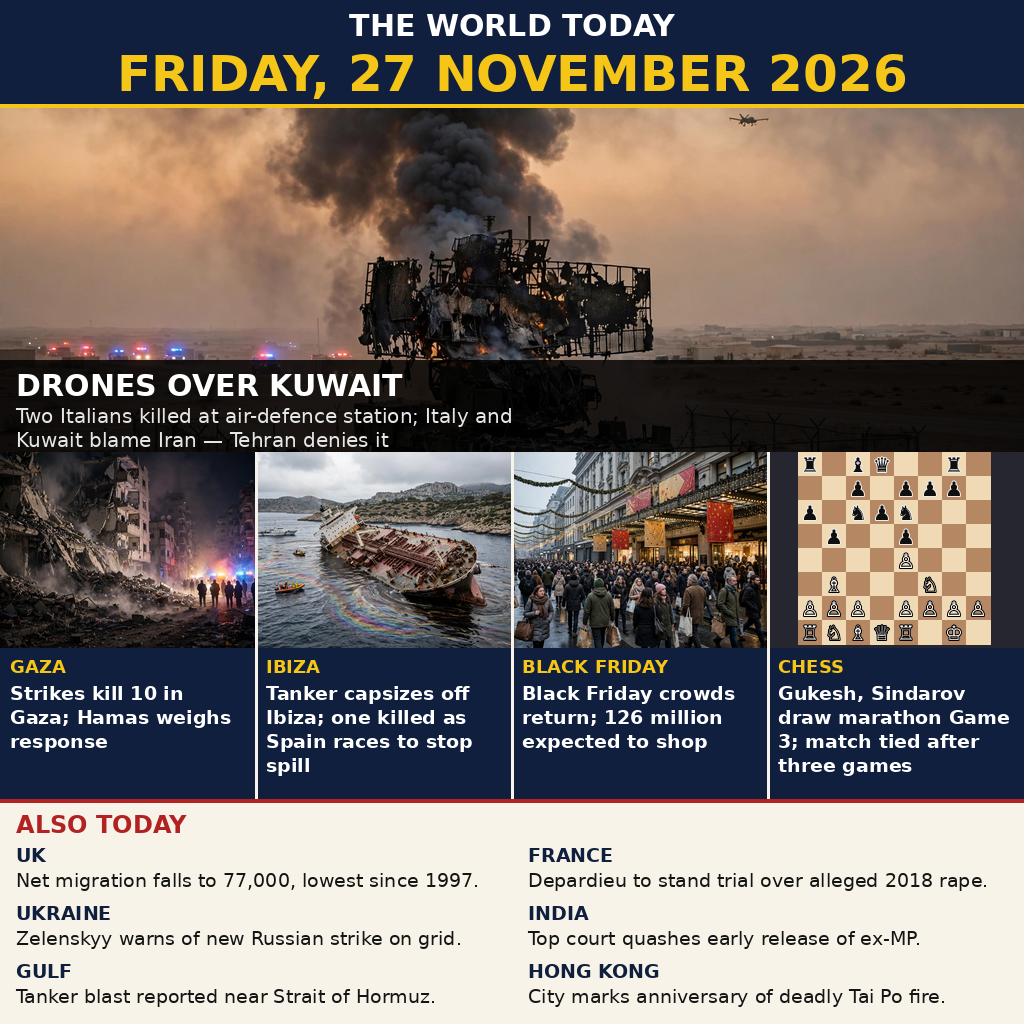 THE WORLD TODAY
FRIDAY, 27 NOVEMBER 2026
DRONES OVER KUWAIT
Two Italians killed at air-defence station; Italy and
Kuwait blame Iran — Tehran denies it
GAZA
Strikes kill 10 in
Gaza; Hamas weighs
response
IBIZA
Tanker capsizes off
Ibiza; one killed as
Spain races to stop
spill
BLACK FRIDAY
Black Friday crowds
return; 126 million
expected to shop
CHESS
Gukesh, Sindarov
draw marathon Game
3; match tied after
three games
ALSO TODAY
UK
Net migration falls to 77,000, lowest since 1997.
UKRAINE
Zelenskyy warns of new Russian strike on grid.
GULF
Tanker blast reported near Strait of Hormuz.
FRANCE
Depardieu to stand trial over alleged 2018 rape.
INDIA
Top court quashes early release of ex-MP.
HONG KONG
City marks anniversary of deadly Tai Po fire.